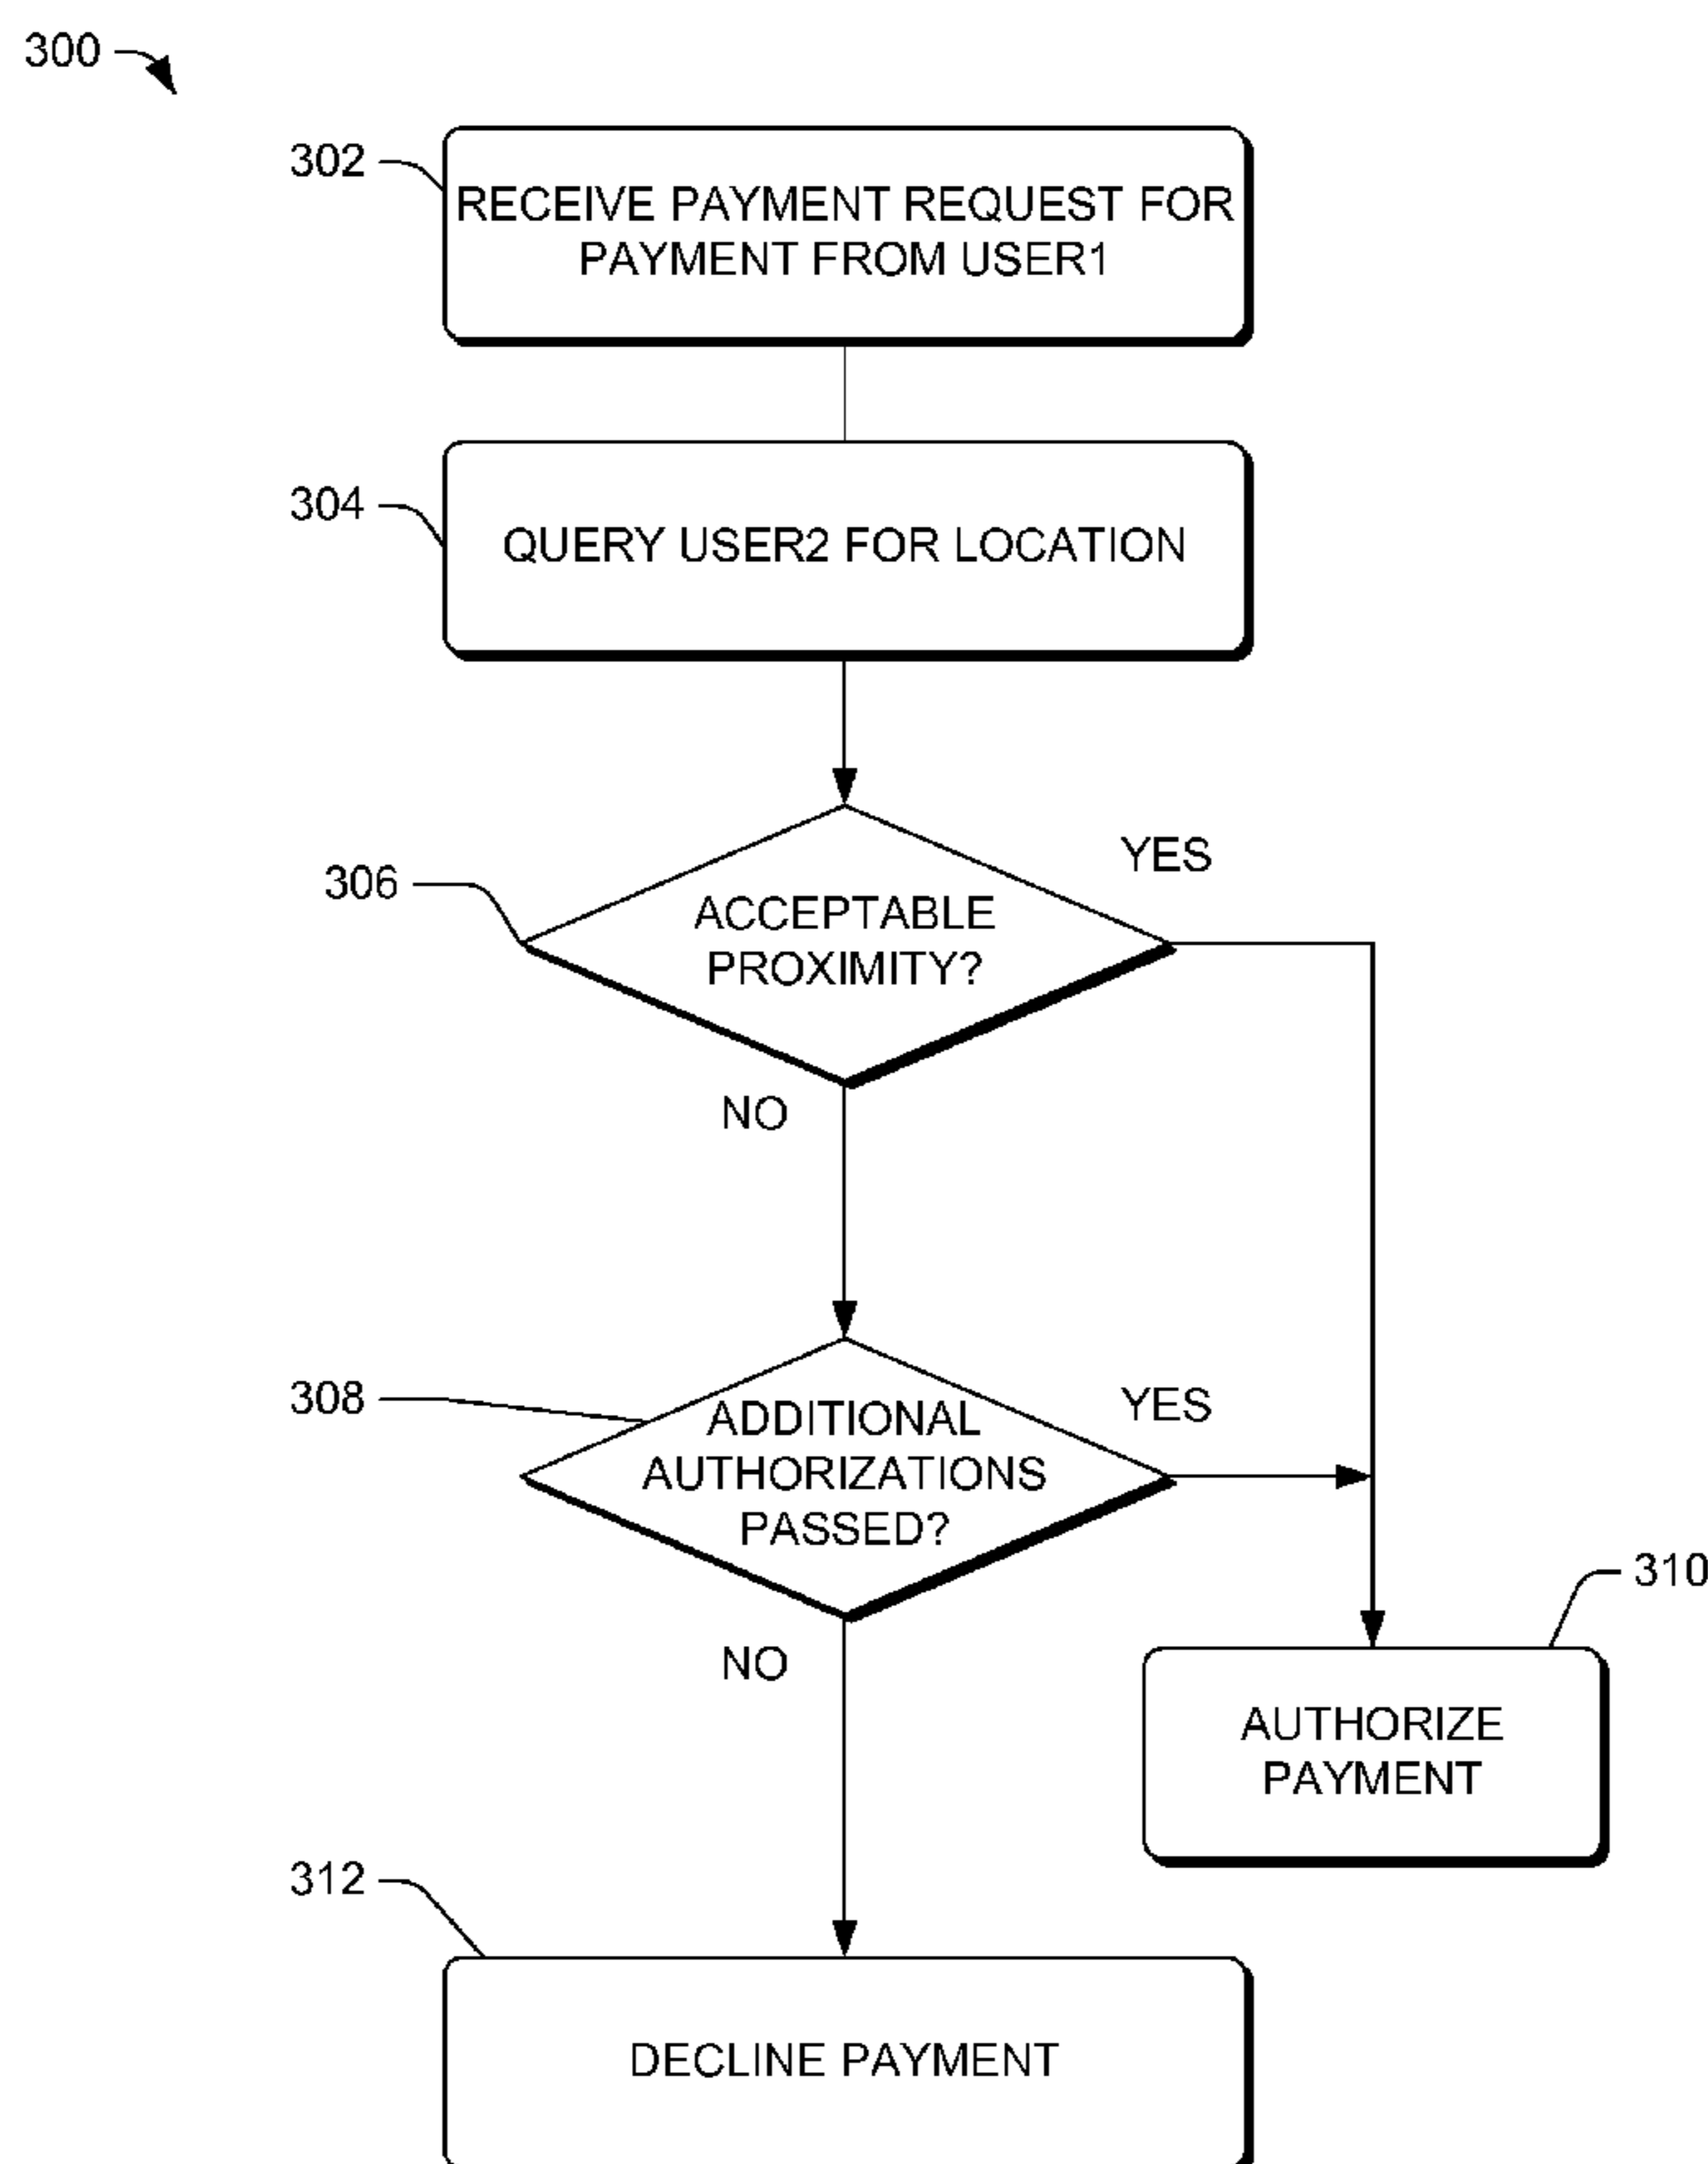 300
302
RECEIVE PAYMENT REQUEST FOR
PAYMENT FROM USER1
304
QUERY USER2 FOR LOCATION
306
ACCEPTABLE
PROXIMITY?
YES
NO
308
ADDITIONAL
AUTHORIZATIONS
PASSED?
YES
NO
310
AUTHORIZE
PAYMENT
312
DECLINE PAYMENT